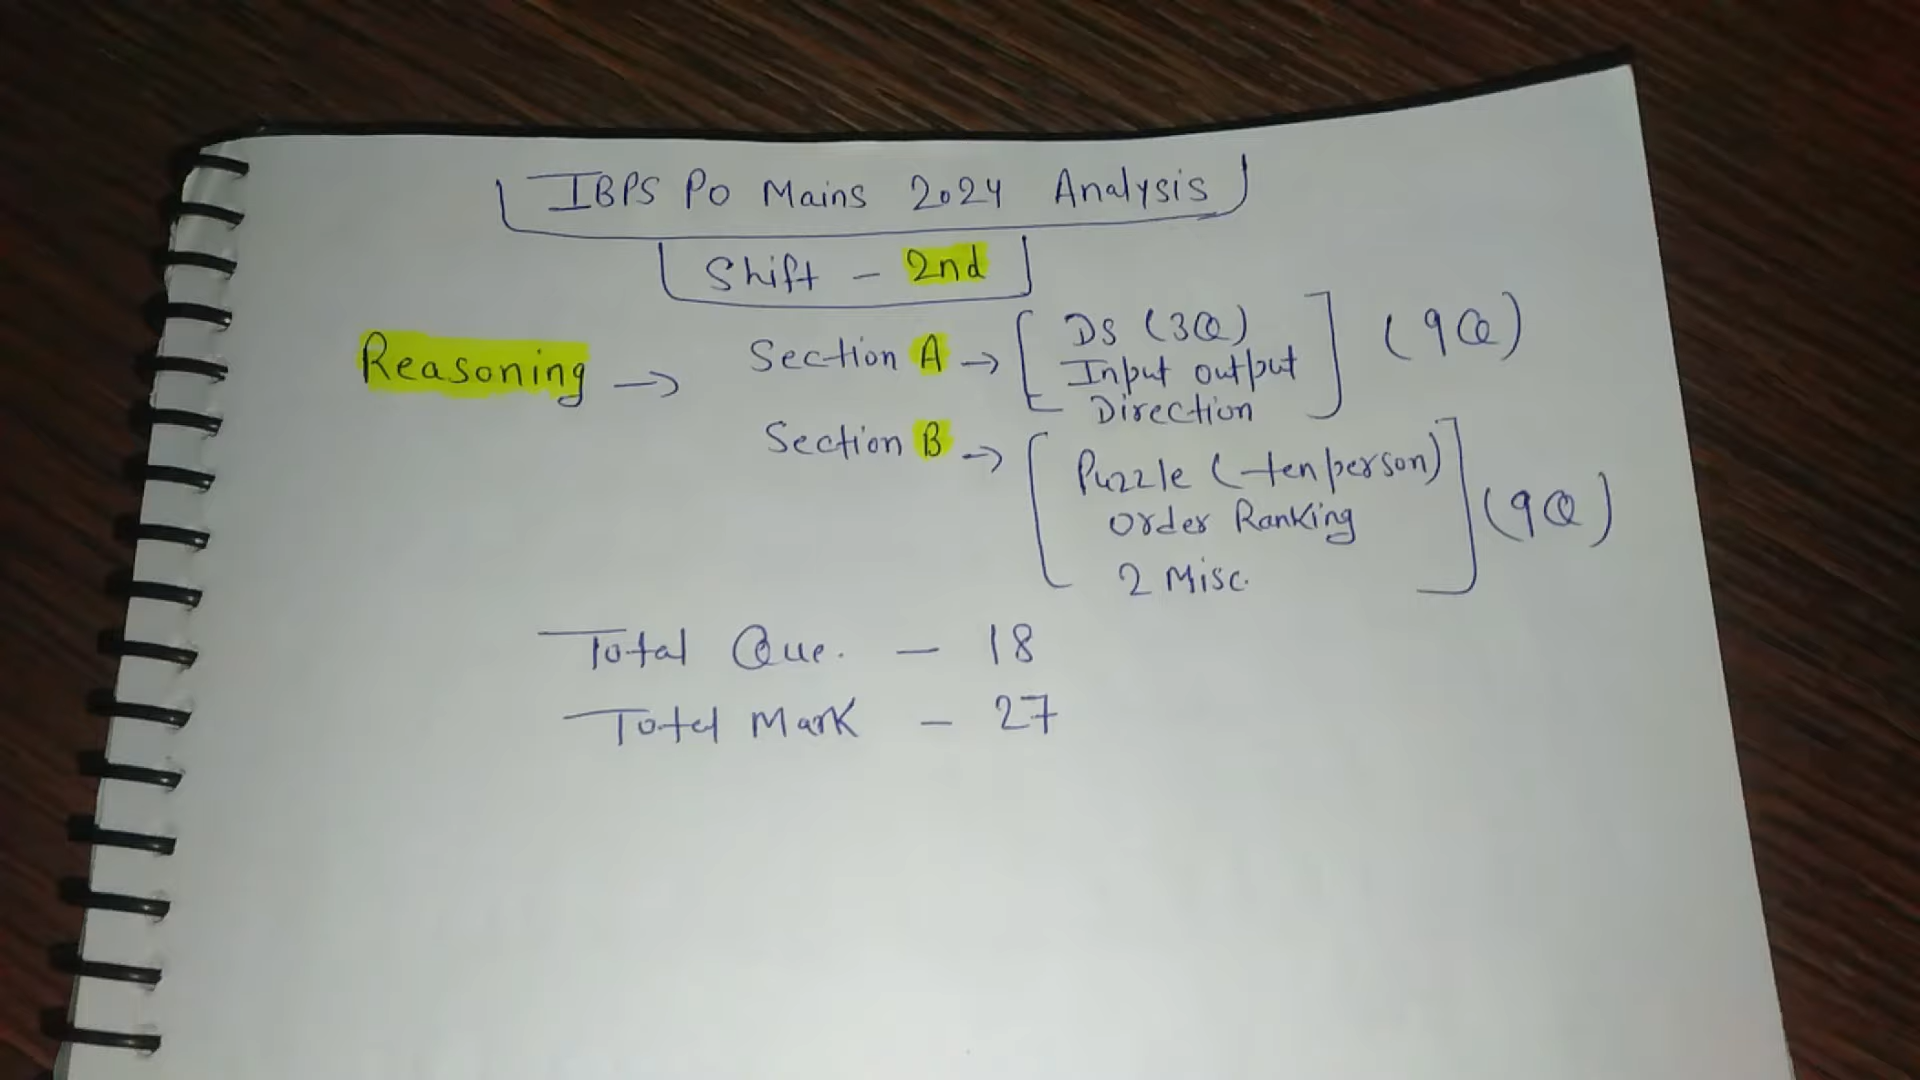 IBPS PO Mains 2024 Analysis
Shift - 2nd
Reasoning →
Section A → [ DS (3Q)
Input output
Direction ] (9Q)
Section B → [ Puzzle (ten person)
order Ranking
2 Misc. ] (9Q)
Total Que. - 18
Total Mark - 27